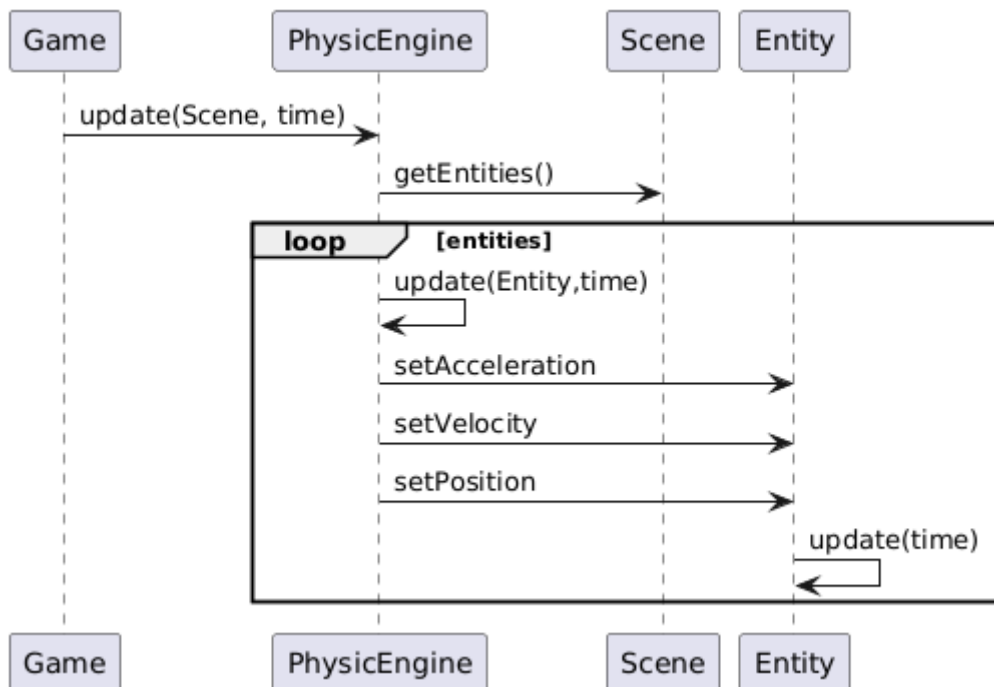 Game PhysicEngine Scene Entity
update(Scene, time)
getEntities()
loop [entities]
update(Entity,time)
setAcceleration
setVelocity
setPosition
update(time)
Game PhysicEngine Scene Entity